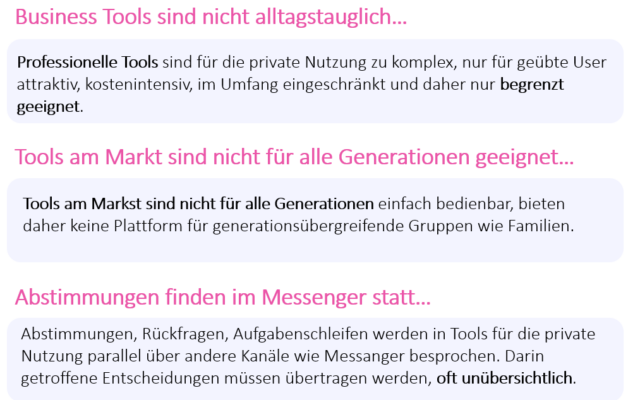 Business Tools sind nicht alltagstauglich...
Professionelle Tools sind für die private Nutzung zu komplex, nur für geübte User
attraktiv, kostenintensiv, im Umfang eingeschränkt und daher nur begrenzt
geeignet.
Tools am Markt sind nicht für alle Generationen geeignet...
Tools am Markst sind nicht für alle Generationen einfach bedienbar, bieten
daher keine Plattform für generationsübergreifende Gruppen wie Familien.
Abstimmungen finden im Messenger statt...
Abstimmungen, Rückfragen, Aufgabenschleifen werden in Tools für die private
Nutzung parallel über andere Kanäle wie Messanger besprochen. Darin
getroffene Entscheidungen müssen übertragen werden, oft unübersichtlich.